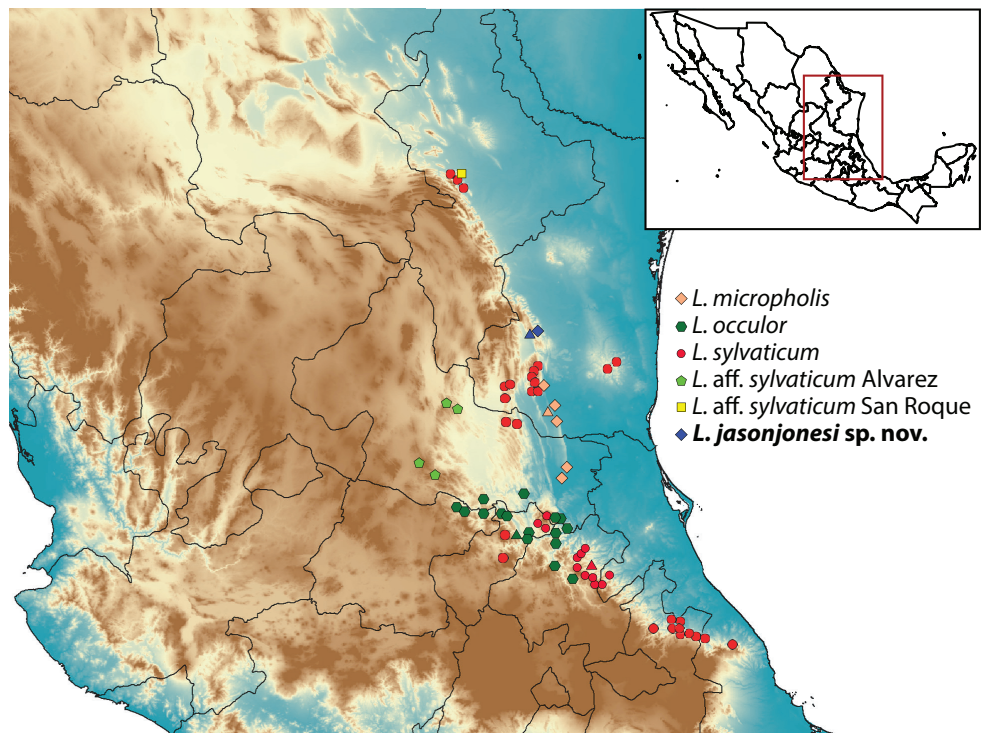 L. micropholis
L. occulor
L. sylvaticum
L. aff. sylvaticum Alvarez
L. aff. sylvaticum San Roque
L. jasonjonesi sp. nov.